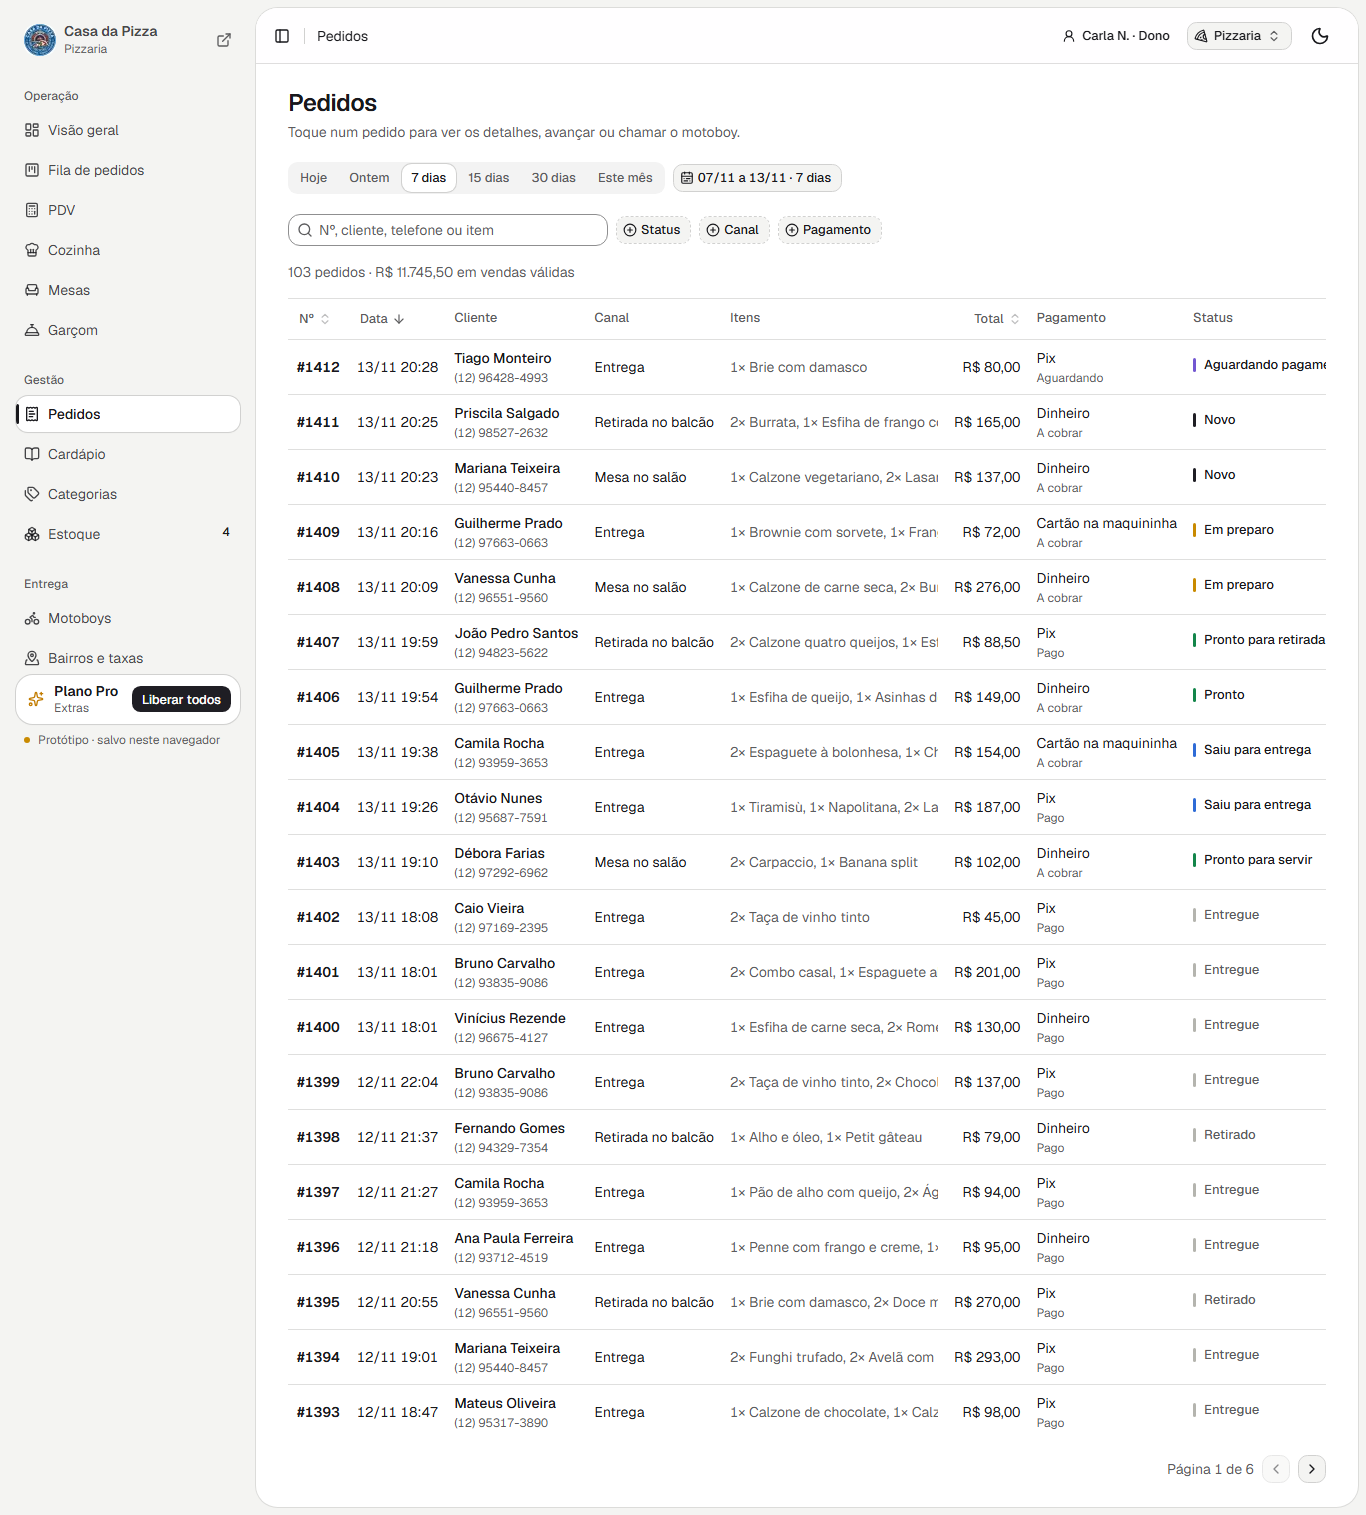 Casa da Pizza
Pizzaria
Operação
Visão geral
Fila de pedidos
PDV
Cozinha
Mesas
Garçom
Gestão
Pedidos
Cardápio
Categorias
Estoque 4
Entrega
Motoboys
Bairros e taxas
Plano Pro
Extras
Liberar todos
Protótipo · salvo neste navegador
Pedidos
Carla N. · Dono
Pizzaria
Pedidos
Toque num pedido para ver os detalhes, avançar ou chamar o motoboy.
Hoje Ontem 7 dias 15 dias 30 dias Este mês 07/11 a 13/11 · 7 dias
Nº, cliente, telefone ou item Status Canal Pagamento
103 pedidos · R$ 11.745,50 em vendas válidas
Nº Data Cliente Canal Itens Total Pagamento Status
#1412 13/11 20:28 Tiago Monteiro (12) 96428-4993 Entrega 1× Brie com damasco R$ 80,00 Pix Aguardando Aguardando pagame
#1411 13/11 20:25 Priscila Salgado (12) 98527-2632 Retirada no balcão 2× Burrata, 1× Esfiha de frango co R$ 165,00 Dinheiro A cobrar Novo
#1410 13/11 20:23 Mariana Teixeira (12) 95440-8457 Mesa no salão 1× Calzone vegetariano, 2× Lasar R$ 137,00 Dinheiro A cobrar Novo
#1409 13/11 20:16 Guilherme Prado (12) 97663-0663 Entrega 1× Brownie com sorvete, 1× Fran R$ 72,00 Cartão na maquininha A cobrar Em preparo
#1408 13/11 20:09 Vanessa Cunha (12) 96551-9560 Mesa no salão 1× Calzone de carne seca, 2× Bu R$ 276,00 Dinheiro A cobrar Em preparo
#1407 13/11 19:59 João Pedro Santos (12) 94823-5622 Retirada no balcão 2× Calzone quatro queijos, 1× Esf R$ 88,50 Pix Pago Pronto para retirada
#1406 13/11 19:54 Guilherme Prado (12) 97663-0663 Entrega 1× Esfiha de queijo, 1× Asinhas d R$ 149,00 Dinheiro A cobrar Pronto
#1405 13/11 19:38 Camila Rocha (12) 93959-3653 Entrega 2× Espaguete à bolonhesa, 1× Ch R$ 154,00 Cartão na maquininha A cobrar Saiu para entrega
#1404 13/11 19:26 Otávio Nunes (12) 95687-7591 Entrega 1× Tiramisù, 1× Napolitana, 2× La R$ 187,00 Pix Pago Saiu para entrega
#1403 13/11 19:10 Débora Farias (12) 97292-6962 Mesa no salão 2× Carpaccio, 1× Banana split R$ 102,00 Dinheiro A cobrar Pronto para servir
#1402 13/11 18:08 Caio Vieira (12) 97169-2395 Entrega 2× Taça de vinho tinto R$ 45,00 Pix Pago Entregue
#1401 13/11 18:01 Bruno Carvalho (12) 93835-9086 Entrega 2× Combo casal, 1× Espaguete a R$ 201,00 Pix Pago Entregue
#1400 13/11 18:01 Vinícius Rezende (12) 96675-4127 Entrega 1× Esfiha de carne seca, 2× Rome R$ 130,00 Dinheiro Pago Entregue
#1399 12/11 22:04 Bruno Carvalho (12) 93835-9086 Entrega 2× Taça de vinho tinto, 2× Chocol R$ 137,00 Pix Pago Entregue
#1398 12/11 21:37 Fernando Gomes (12) 94329-7354 Retirada no balcão 1× Alho e óleo, 1× Petit gâteau R$ 79,00 Dinheiro Pago Retirado
#1397 12/11 21:27 Camila Rocha (12) 93959-3653 Entrega 1× Pão de alho com queijo, 2× Ág R$ 94,00 Pix Pago Entregue
#1396 12/11 21:18 Ana Paula Ferreira (12) 93712-4519 Entrega 1× Penne com frango e creme, 1× R$ 95,00 Dinheiro Pago Entregue
#1395 12/11 20:55 Vanessa Cunha (12) 96551-9560 Retirada no balcão 1× Brie com damasco, 2× Doce m R$ 270,00 Pix Pago Retirado
#1394 12/11 19:01 Mariana Teixeira (12) 95440-8457 Entrega 2× Funghi trufado, 2× Avelã com R$ 293,00 Pix Pago Entregue
#1393 12/11 18:47 Mateus Oliveira (12) 95317-3890 Entrega 1× Calzone de chocolate, 1× Calz R$ 98,00 Pix Pago Entregue
Página 1 de 6